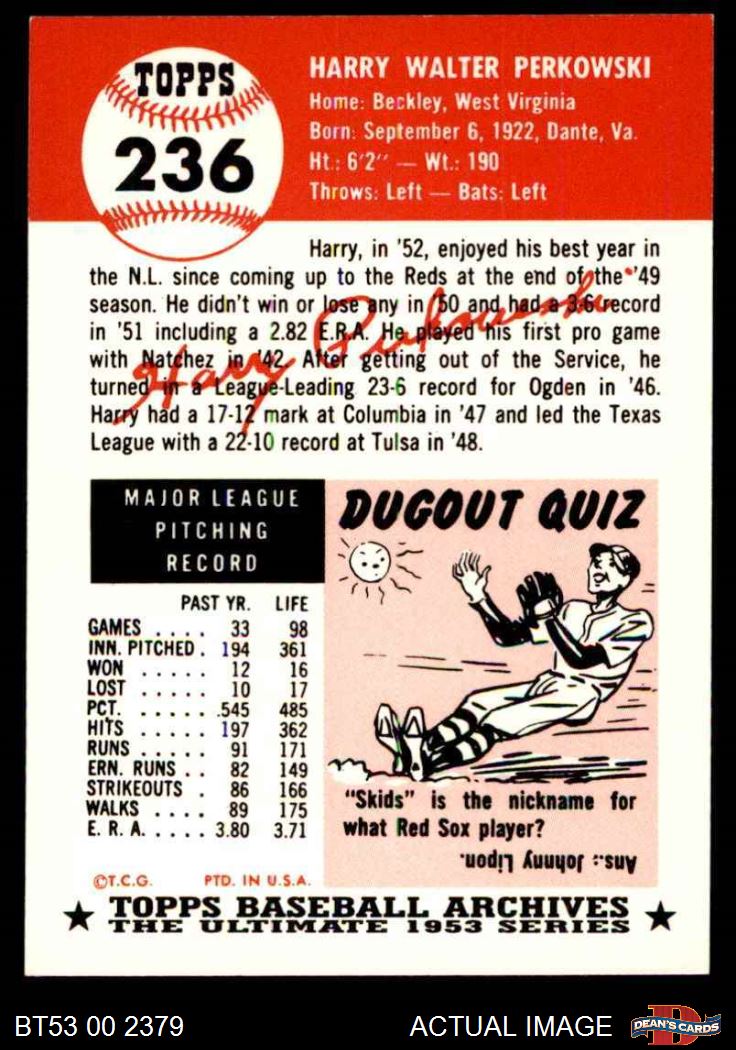 TOPPS
236
HARRY WALTER PERKOWSKI
Home: Beckley, West Virginia
Born: September 6, 1922, Dante, Va.
Ht.: 6'2" — Wt.: 190
Throws: Left — Bats: Left
Harry, in '52, enjoyed his best year in
the N.L. since coming up to the Reds at the end of the '49
season. He didn't win or lose any in '50 and had a 3-6 record
in '51 including a 2.82 E.R.A. He played his first pro game
with Natchez in '42. After getting out of the Service, he
turned in a League-Leading 23-6 record for Ogden in '46.
Harry had a 17-12 mark at Columbia in '47 and led the Texas
League with a 22-10 record at Tulsa in '48.
Harry Perkowski
MAJOR LEAGUE
PITCHING
RECORD
PAST YR. LIFE
GAMES . . . . 33 98
INN. PITCHED . 194 361
WON . . . . . 12 16
LOST . . . . . 10 17
PCT. . . . . . .545 485
HITS . . . . . 197 362
RUNS . . . . . 91 171
ERN. RUNS . . 82 149
STRIKEOUTS . 86 166
WALKS . . . . 89 175
E. R. A. . . . . 3.80 3.71
©T.C.G. PTD. IN U.S.A.
DUGOUT QUIZ
"Skids" is the nickname for
what Red Sox player?
Ans.: Johnny Lipon.
★ TOPPS BASEBALL ARCHIVES ★
THE ULTIMATE 1953 SERIES
BT53 00 2379
ACTUAL IMAGE
D
DEAN'S CARDS